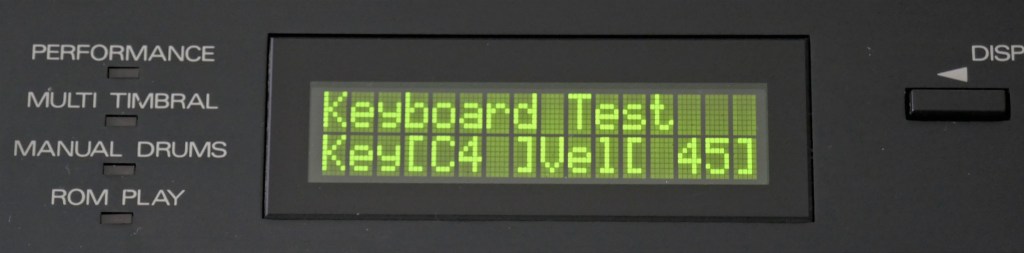 PERFORMANCE
MULTI TIMBRAL
MANUAL DRUMS
ROM PLAY
Keyboard Test
Key[C4 ]Vel[ 45]
DISP